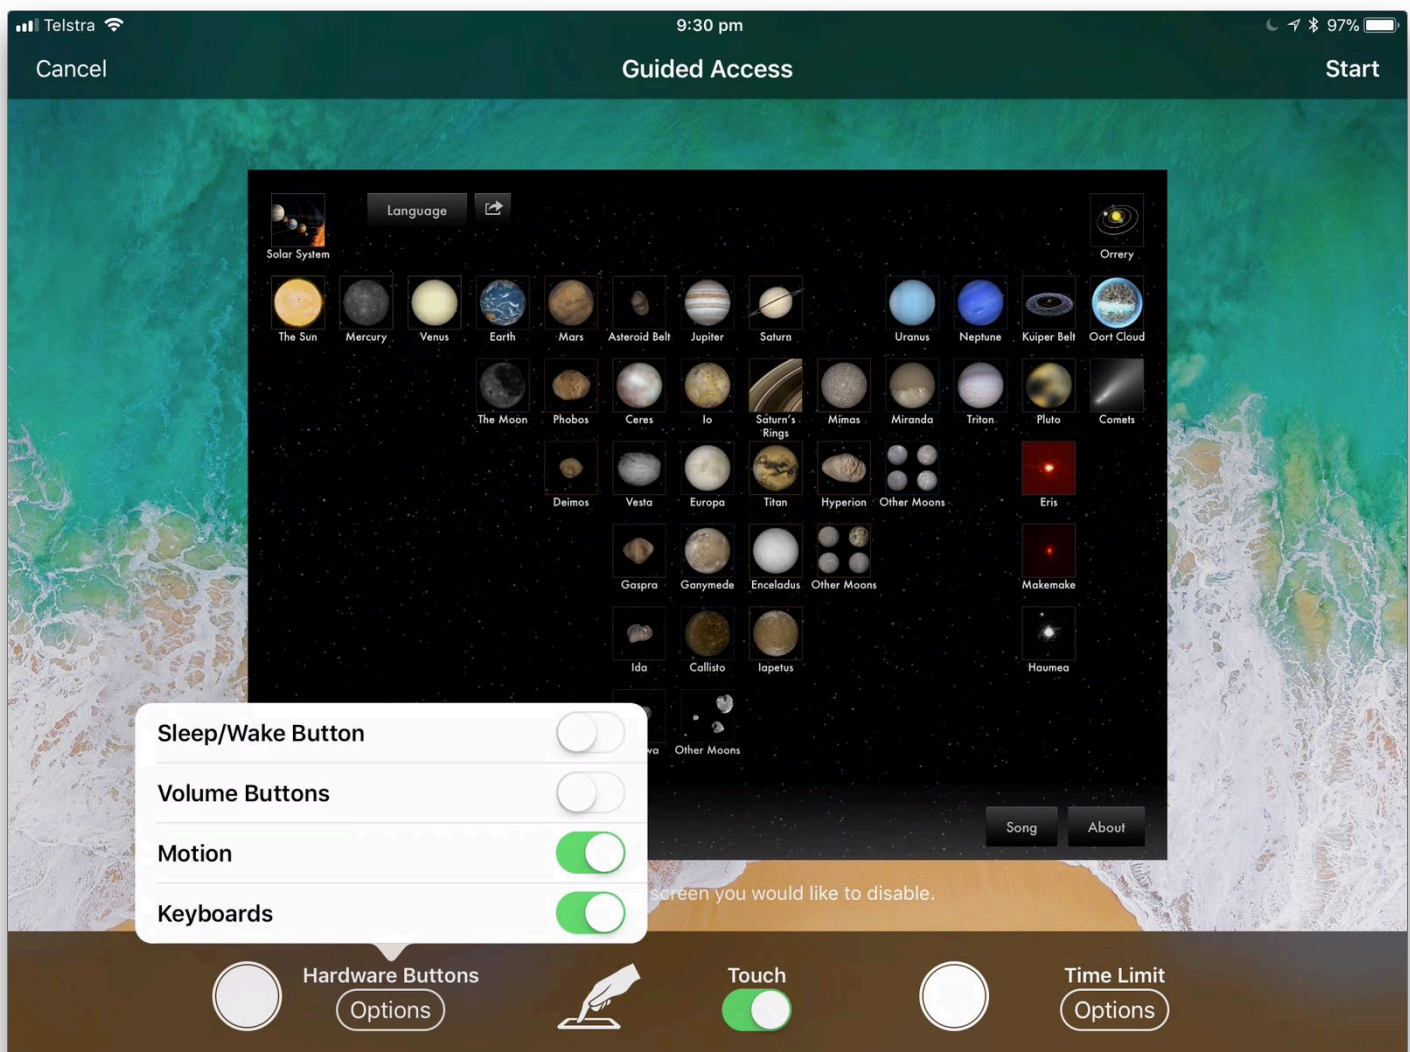 Telstra
9:30 pm
97%
Cancel
Guided Access
Start
Language
Solar System
Orrery
The Sun
Mercury
Venus
Earth
Mars
Asteroid Belt
Jupiter
Saturn
Uranus
Neptune
Kuiper Belt
Oort Cloud
The Moon
Phobos
Ceres
Io
Saturn's
Rings
Mimas
Miranda
Triton
Pluto
Comets
Deimos
Vesta
Europa
Titan
Hyperion
Other Moons
Eris
Gaspra
Ganymede
Enceladus
Other Moons
Makemake
Ida
Callisto
Iapetus
Haumea
wa
Other Moons
Song
About
Sleep/Wake Button
Volume Buttons
Motion
Keyboards
screen you would like to disable.
Hardware Buttons
Options
Touch
Time Limit
Options